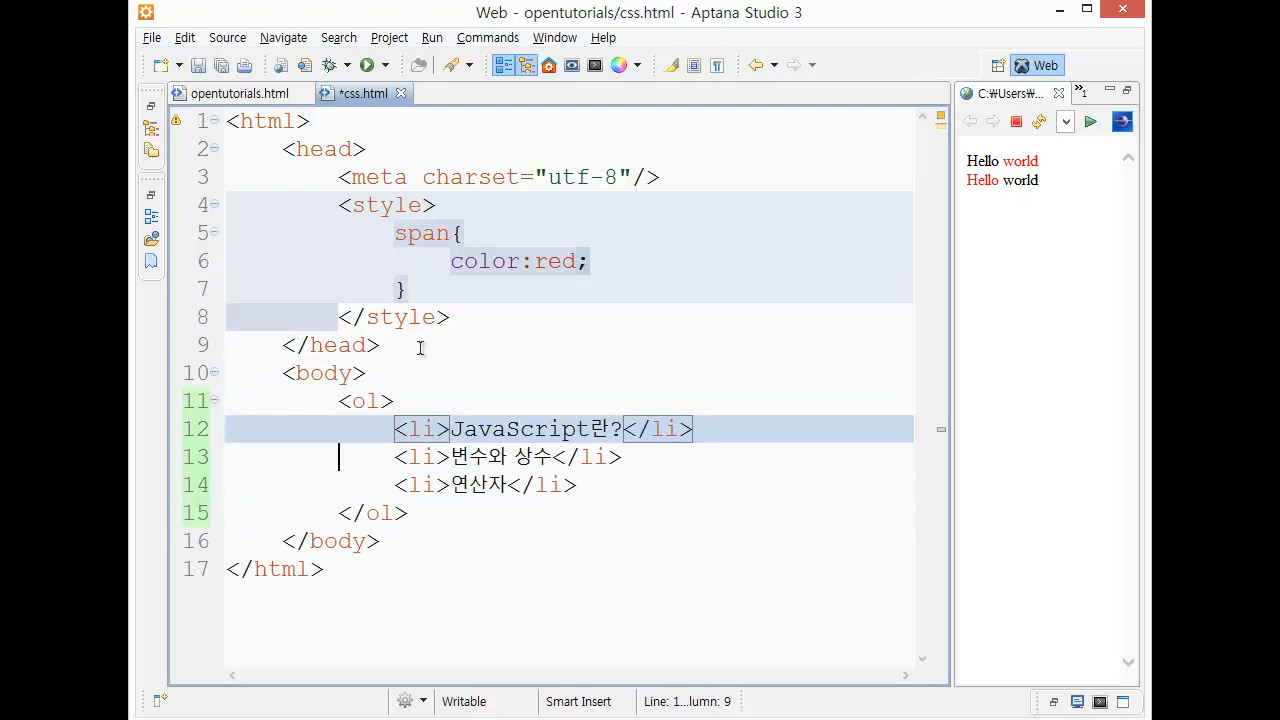 Web - opentutorials/css.html - Aptana Studio 3
File Edit Source Navigate Search Project Run Commands Window Help
Web
opentutorials.html
*css.html
C:₩Users₩...
»1
1 <html>
2 <head>
3 <meta charset="utf-8"/>
4 <style>
5 span{
6 color:red;
7 }
8 </style>
9 </head>
10 <body>
11 <ol>
12 <li>JavaScript란?</li>
13 <li>변수와 상수</li>
14 <li>연산자</li>
15 </ol>
16 </body>
17 </html>
Hello world
Hello world
Writable
Smart Insert
Line: 1...lumn: 9